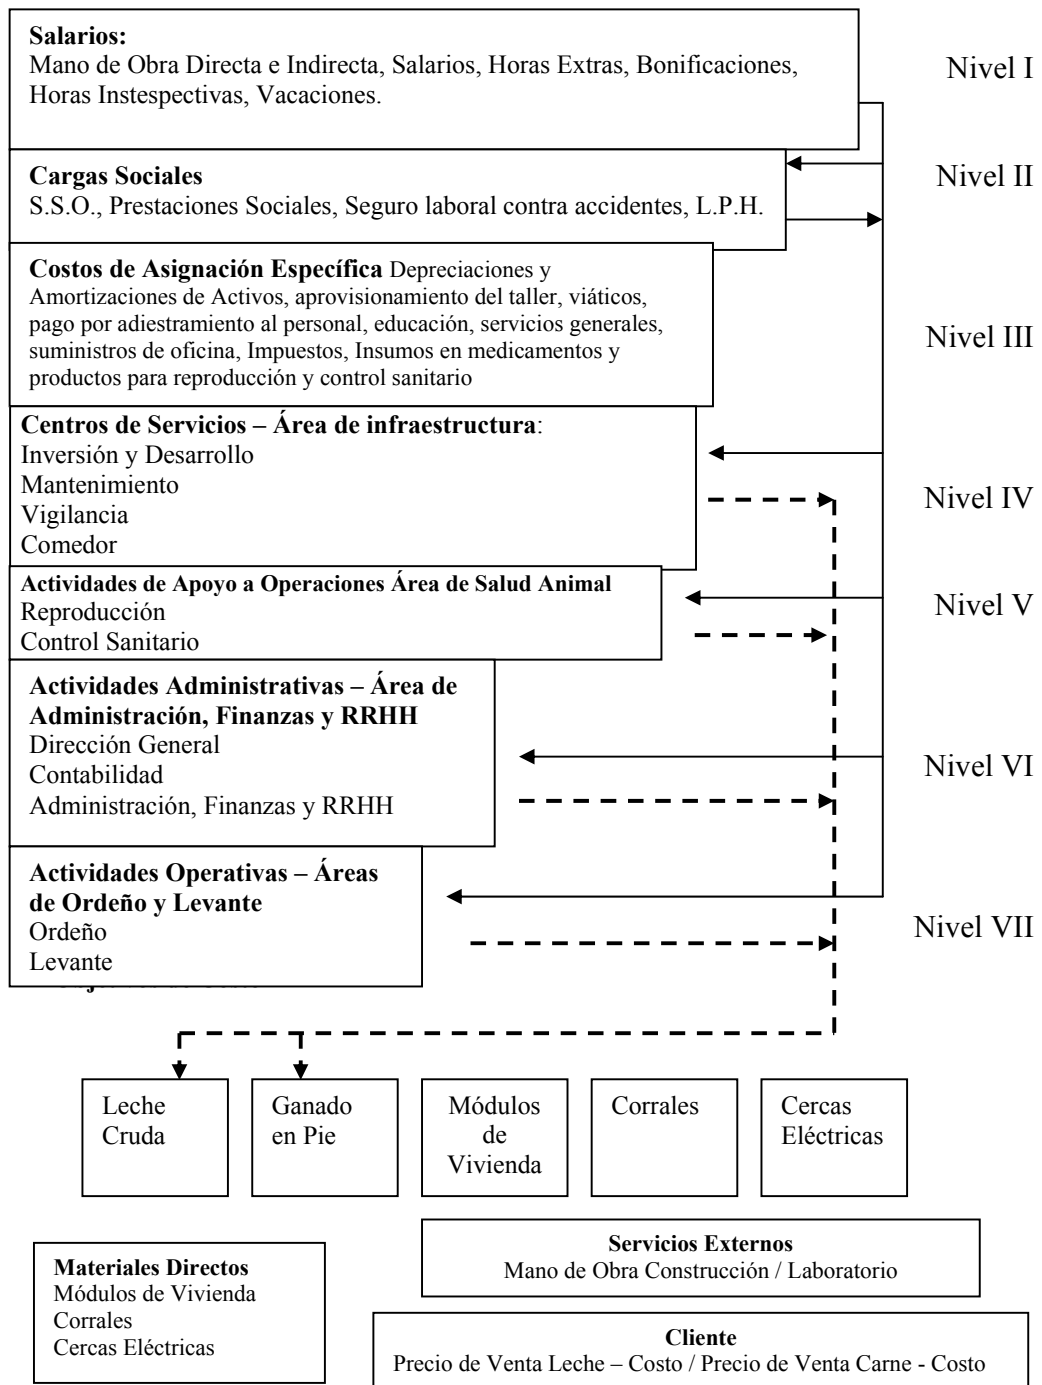 Salarios:
Mano de Obra Directa e Indirecta, Salarios, Horas Extras, Bonificaciones,
Horas Instespectivas, Vacaciones.
Nivel I
Cargas Sociales
S.S.O., Prestaciones Sociales, Seguro laboral contra accidentes, L.P.H.
Nivel II
Costos de Asignación Específica Depreciaciones y
Amortizaciones de Activos, aprovisionamiento del taller, viáticos,
pago por adiestramiento al personal, educación, servicios generales,
suministros de oficina, Impuestos, Insumos en medicamentos y
productos para reproducción y control sanitario
Nivel III
Centros de Servicios – Área de infraestructura:
Inversión y Desarrollo
Mantenimiento
Vigilancia
Comedor
Nivel IV
Actividades de Apoyo a Operaciones Área de Salud Animal
Reproducción
Control Sanitario
Nivel V
Actividades Administrativas – Área de
Administración, Finanzas y RRHH
Dirección General
Contabilidad
Administración, Finanzas y RRHH
Nivel VI
Actividades Operativas – Áreas
de Ordeño y Levante
Ordeño
Levante
Nivel VII
Leche
Cruda
Ganado
en Pie
Módulos
de
Vivienda
Corrales
Cercas
Eléctricas
Servicios Externos
Mano de Obra Construcción / Laboratorio
Materiales Directos
Módulos de Vivienda
Corrales
Cercas Eléctricas
Cliente
Precio de Venta Leche – Costo / Precio de Venta Carne - Costo